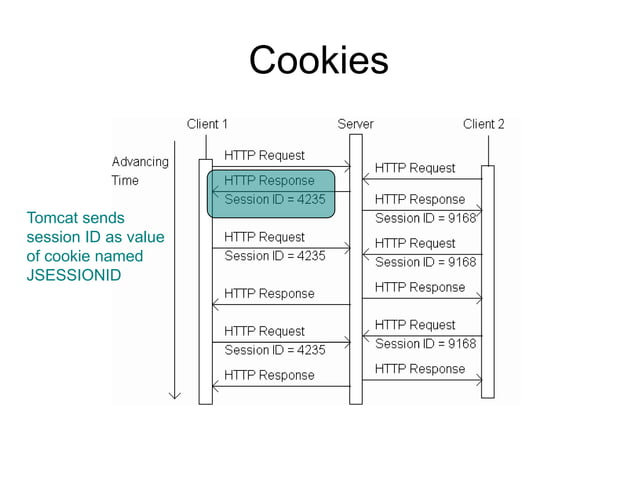 Cookies
Client 1
Server
Client 2
Advancing
Time
Tomcat sends
session ID as value
of cookie named
JSESSIONID
HTTP Request
HTTP Response
Session ID = 4235
HTTP Request
Session ID = 4235
HTTP Response
HTTP Request
Session ID = 4235
HTTP Response
HTTP Request
HTTP Response
Session ID = 9168
HTTP Request
Session ID = 9168
HTTP Response
HTTP Request
Session ID = 9168
HTTP Response